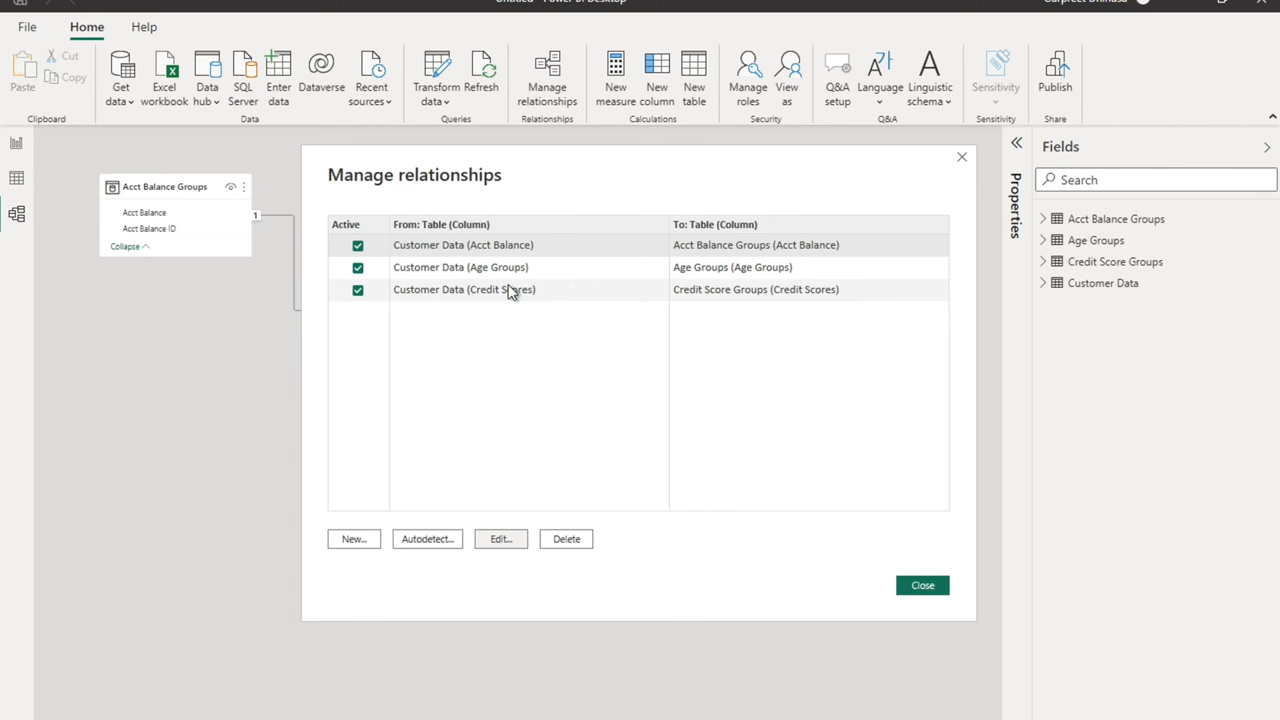 File Home Help
Paste Cut Copy
Get data Excel workbook Data hub SQL Server Enter data Dataverse Recent sources Transform data Refresh Manage relationships New measure New column New table Manage roles View as Q&A setup Language Linguistic schema Sensitivity Publish
Clipboard Data Queries Relationships Calculations Security Q&A Sensitivity Share
Acct Balance Groups
Acct Balance
Acct Balance ID
Collapse
1
Manage relationships
Active From: Table (Column) To: Table (Column)
Customer Data (Acct Balance) Acct Balance Groups (Acct Balance)
Customer Data (Age Groups) Age Groups (Age Groups)
Customer Data (Credit Scores) Credit Score Groups (Credit Scores)
New... Autodetect... Edit... Delete
Close
Properties
Fields
Search
Acct Balance Groups
Age Groups
Credit Score Groups
Customer Data